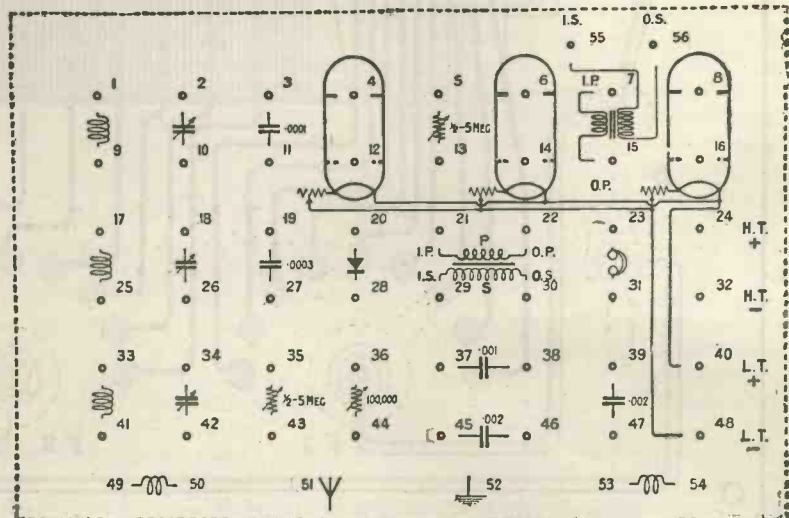 I.S. O.S.
55 56
1 2 3 4 5 6 I.P. 7 8
.0001 ½-5 MEG
9 10 11 12 13 14 15 16
O.P.
17 18 19 20 21 22 23 24 H.T. +
I.P. P O.P.
.0003
I.S. S O.S.
25 26 27 28 29 30 31 32 H.T. −
33 34 35 36 37 .001 38 39 40 L.T. +
½-5 MEG 100,000 .002
41 42 43 44 45 .002 46 47 48 L.T. −
49 50 51 52 53 54